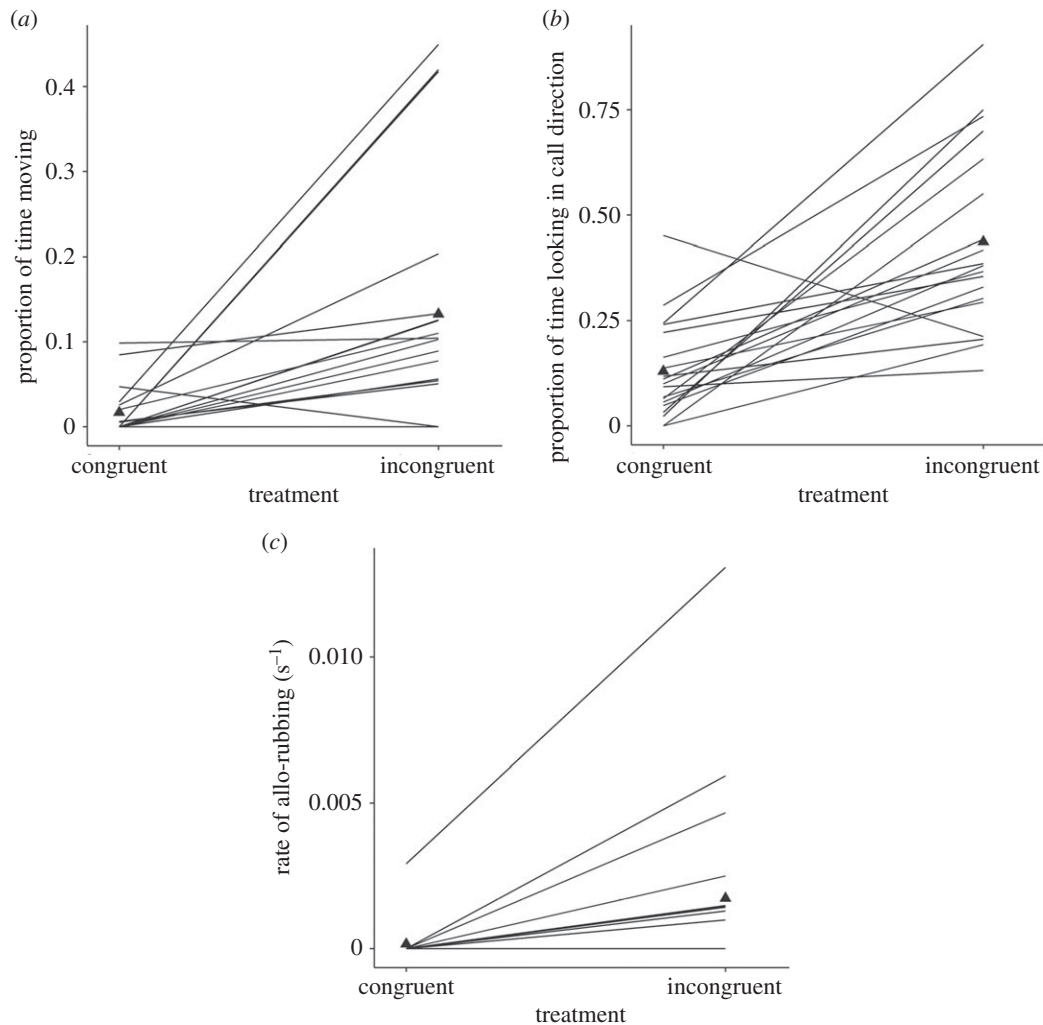 (a)
proportion of time moving
0.4
0.3
0.2
0.1
0
congruent
incongruent
treatment
(b)
proportion of time looking in call direction
0.75
0.50
0.25
0
congruent
incongruent
treatment
(c)
rate of allo-rubbing (s⁻¹)
0.010
0.005
0
congruent
incongruent
treatment